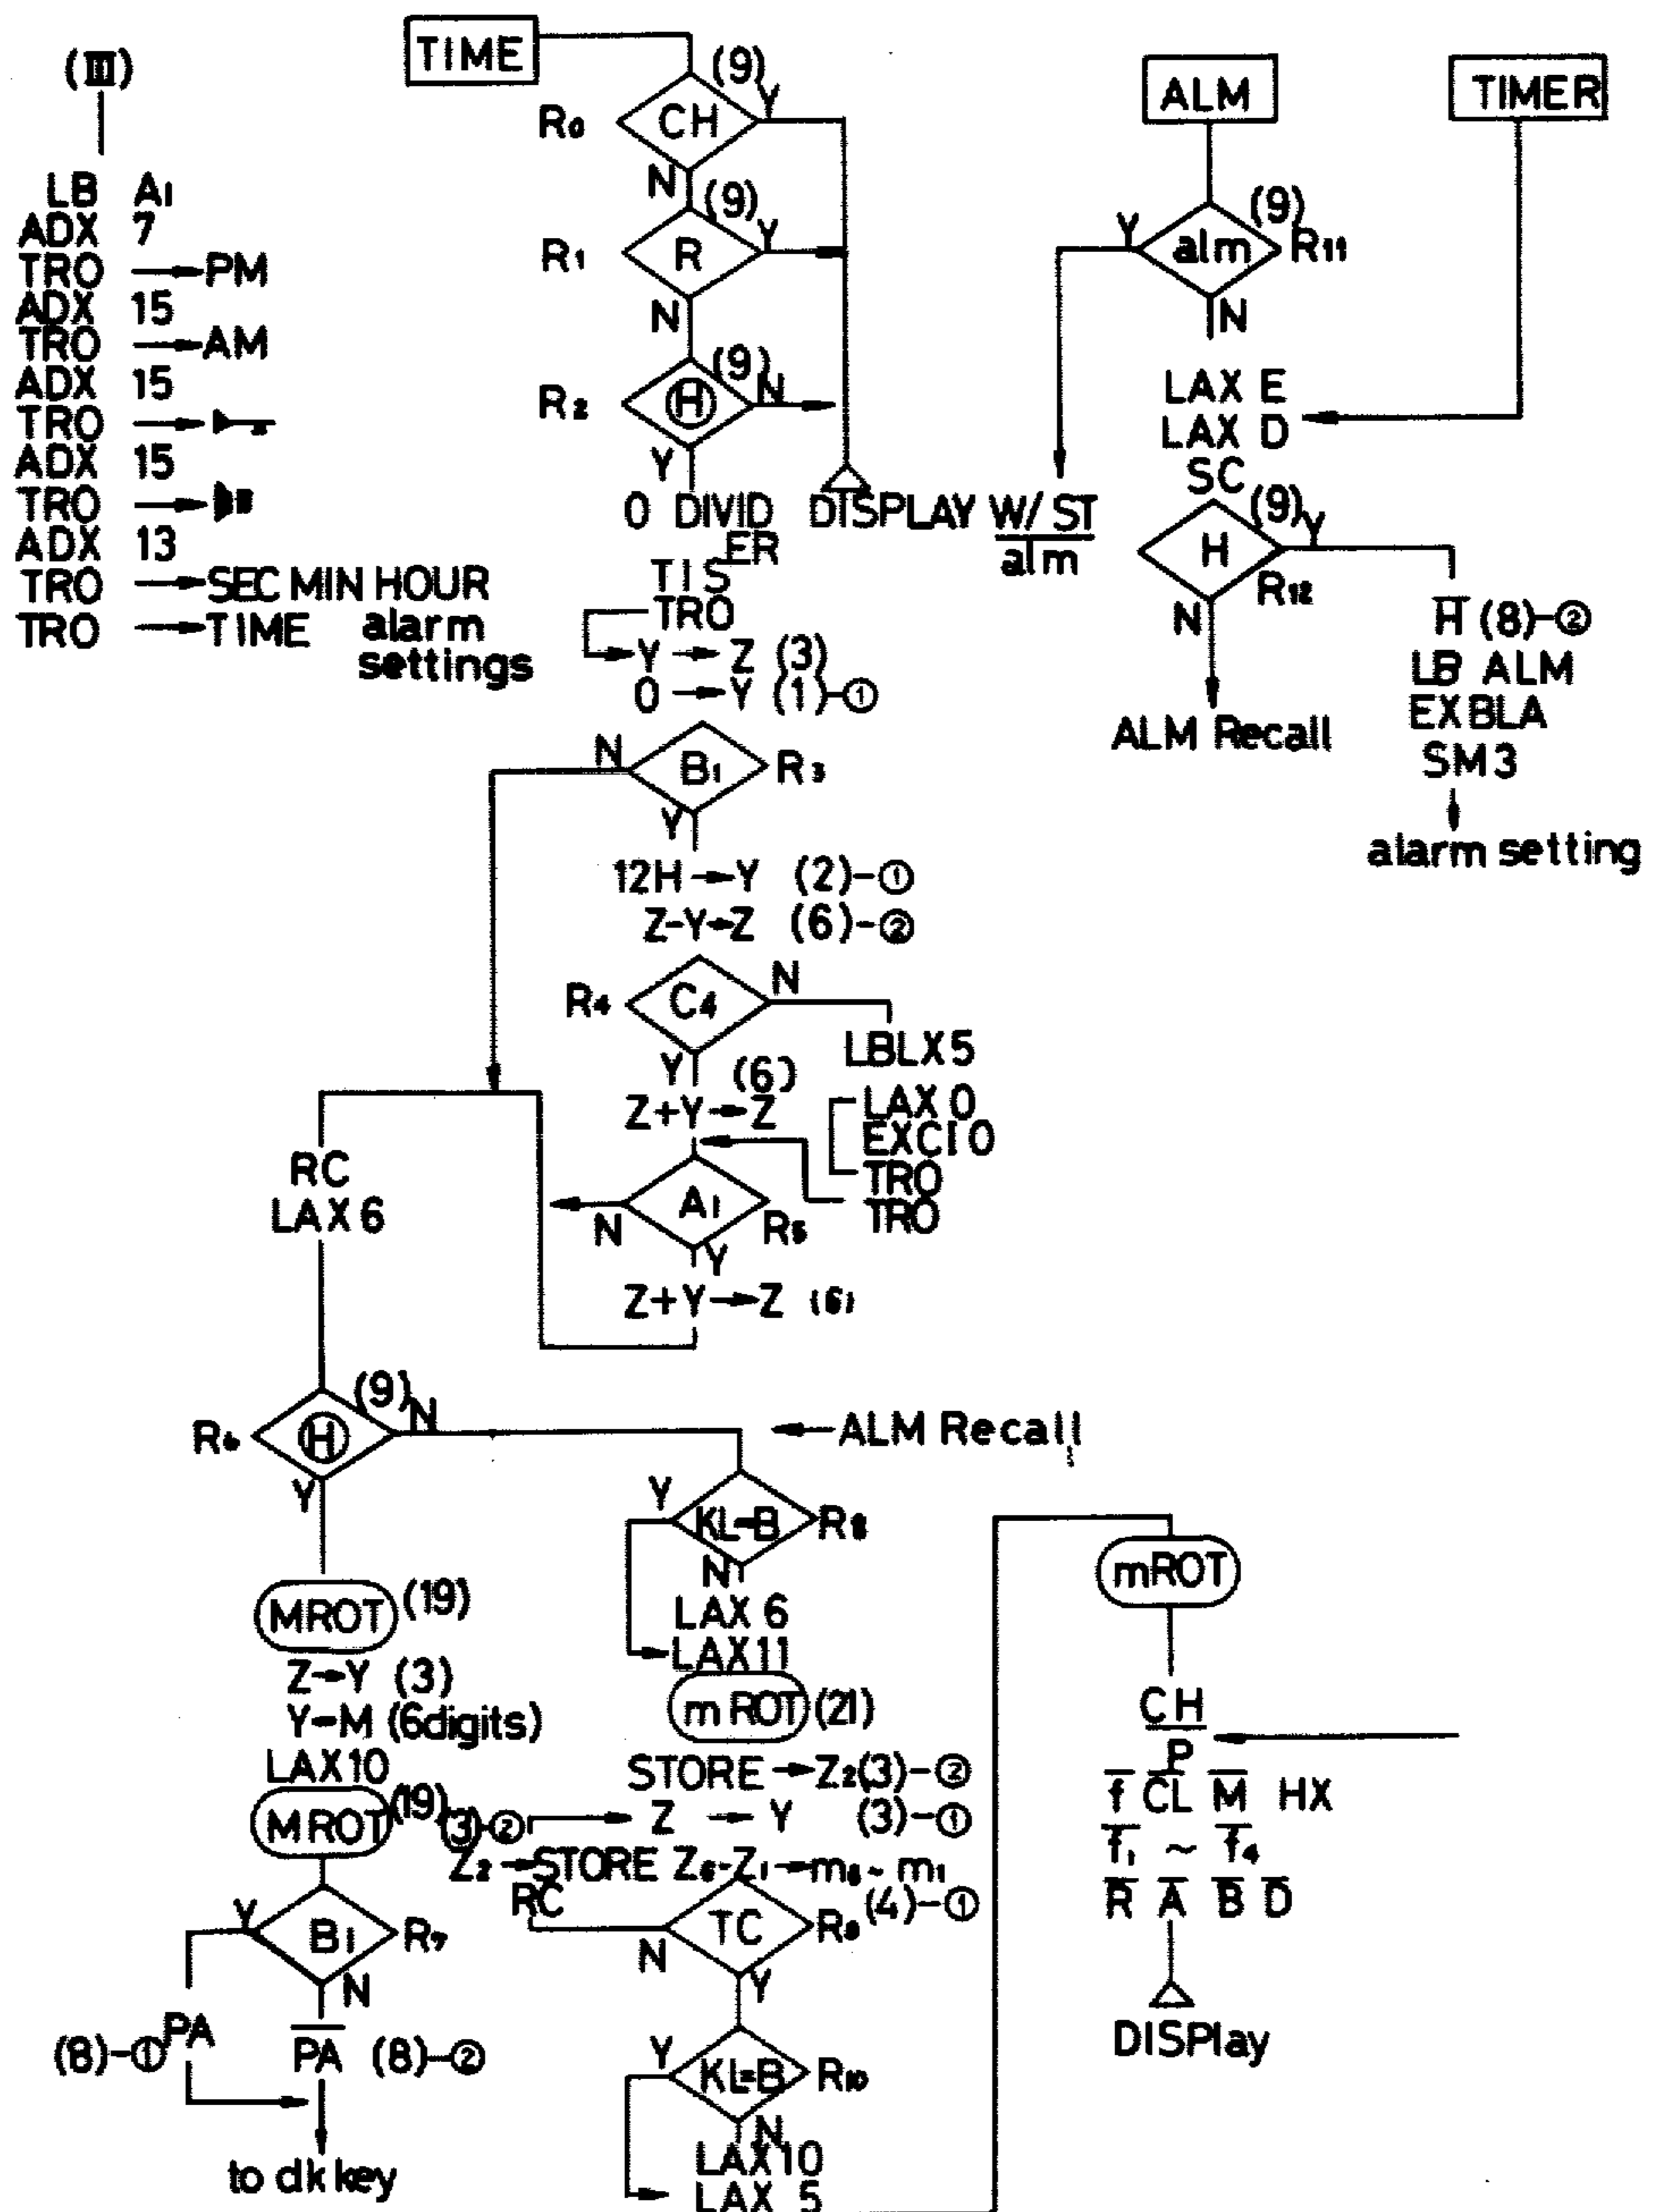 (III)
LB A1
ADX 7
TRO → PM
ADX 15
TRO → AM
ADX 15
TRO →
ADX 15
TRO →
ADX 13
TRO → SEC MIN HOUR
TRO → TIME alarm
settings
TIME
R0 CH (9) Y
N
R1 R (9) Y
N
R2 H (9) N
Y
0 DIVID
ER
DISPLAY
TIS
TRO
Y → Z (3)
0 → Y (1)-①
N B1 R3
Y
12H → Y (2)-①
Z-Y→Z (6)-②
R4 C4 N
LBLX5
Y (6)
Z+Y→Z
LAX 0
EXCI 0
TRO
TRO
A1 R5
N Y
Z+Y→Z (6)
ALM
Y alm (9) R11
N
W/ST
alm
TIMER
LAX E
LAX D
SC
H (9) Y
R12
N
ALM Recall
H̅ (8)-②
LB ALM
EXBLA
SM3
alarm setting
RC
LAX 6
R6 H (9) N
Y
← ALM Recall
Y KL=B R8
N
LAX 6
LAX11
mROT (21)
STORE → Z2(3)-②
Z → Y (3)-①
(3)-②
Z2→STORE Z6-Z1→m6~m1
RC
TC R9 (4)-①
N Y
Y KL=B R10
N
LAX10
LAX 5
MROT (19)
Z→Y (3)
Y-M (6digits)
LAX10
MROT (19)
Y B1 R7
N
(8)-① PA
P̅A̅ (8)-②
to dk key
mROT
CH
P̅
f̅ C̅L̅ M̅ HX
f̅1 ~ f̅4
R̅ A̅ B̅ D̅
DISPlay